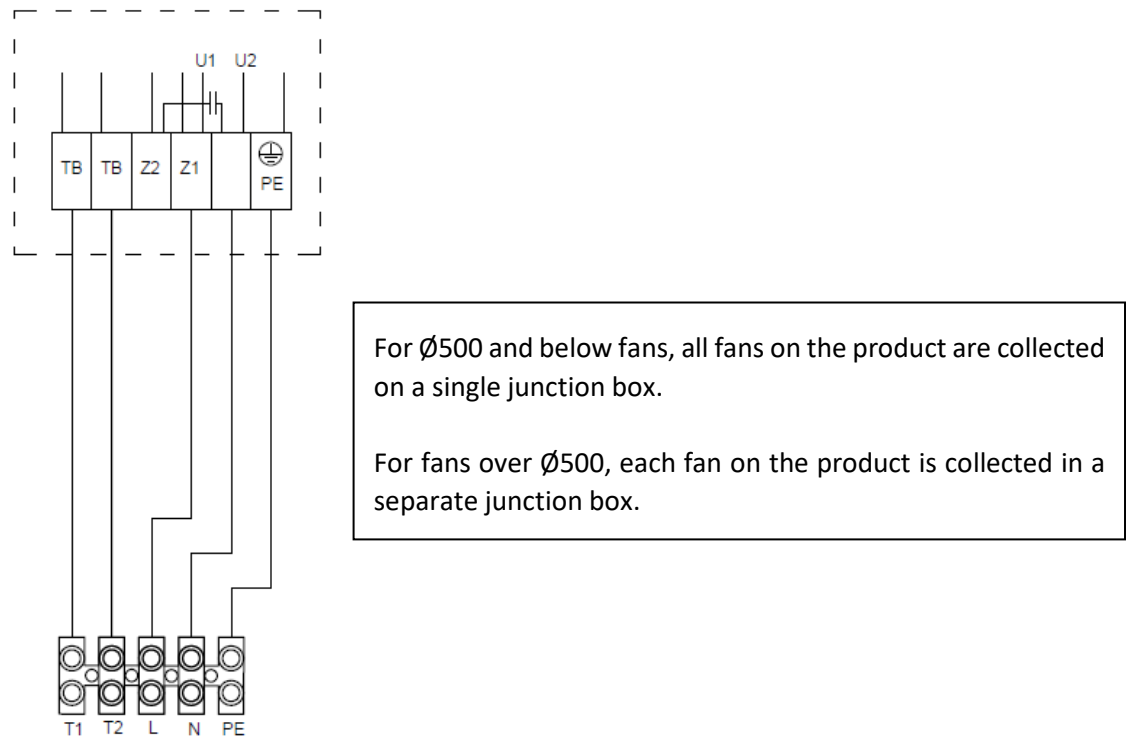 U1 U2
TB TB Z2 Z1 PE
For Ø500 and below fans, all fans on the product are collected
on a single junction box.
For fans over Ø500, each fan on the product is collected in a
separate junction box.
T1 T2 L N PE